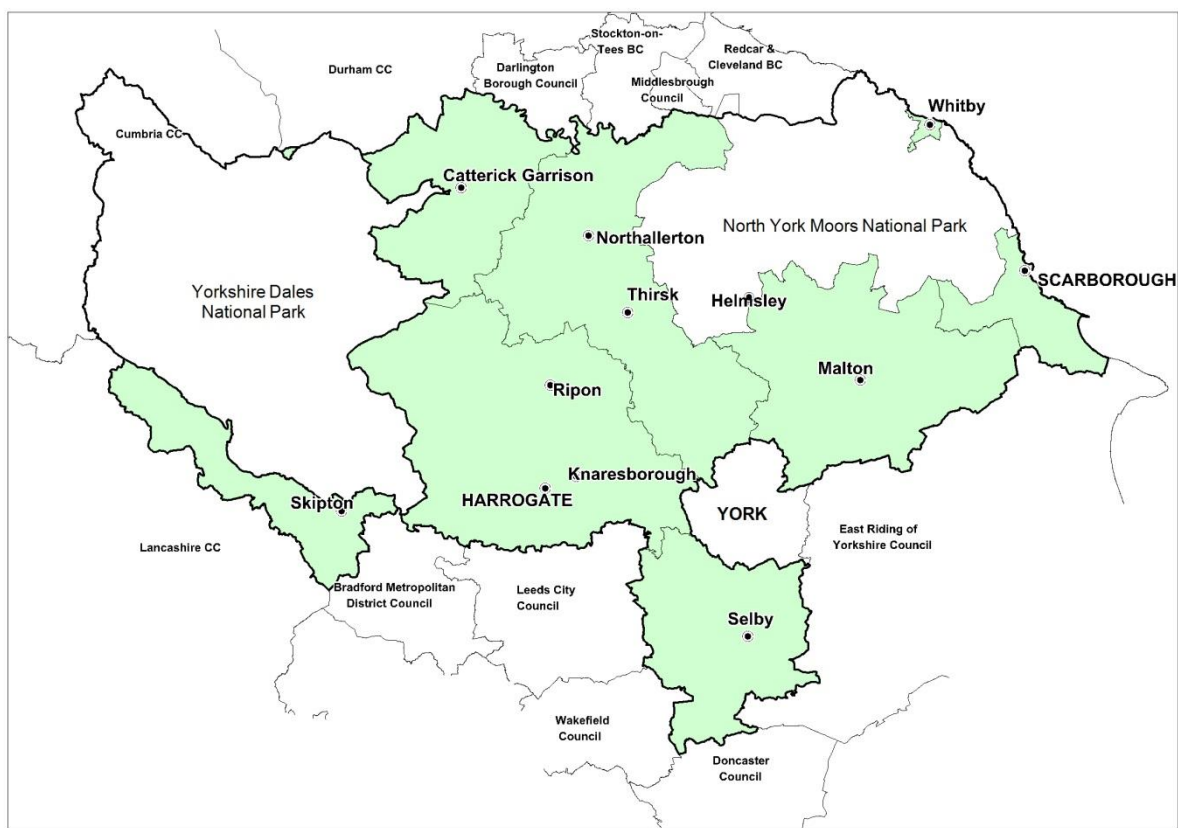 Stockton-on-
Tees BC
Redcar &
Cleveland BC
Durham CC
Darlington
Borough Council
Middlesbrough
Council
Whitby
Cumbria CC
Catterick Garrison
North York Moors National Park
Northallerton
SCARBOROUGH
Yorkshire Dales
National Park
Thirsk
Helmsley
Malton
Ripon
Knaresborough
HARROGATE
Skipton
YORK
East Riding of
Yorkshire Council
Lancashire CC
Bradford Metropolitan
District Council
Leeds City
Council
Selby
Wakefield
Council
Doncaster
Council